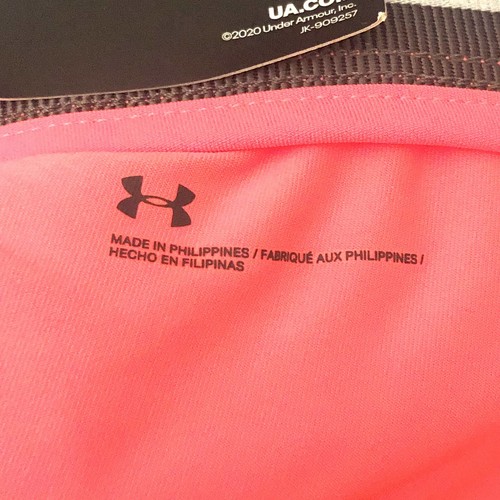 UA.CO
©2020 Under Armour, Inc.
JK-909257
MADE IN PHILIPPINES / FABRIQUÉ AUX PHILIPPINES /
HECHO EN FILIPINAS